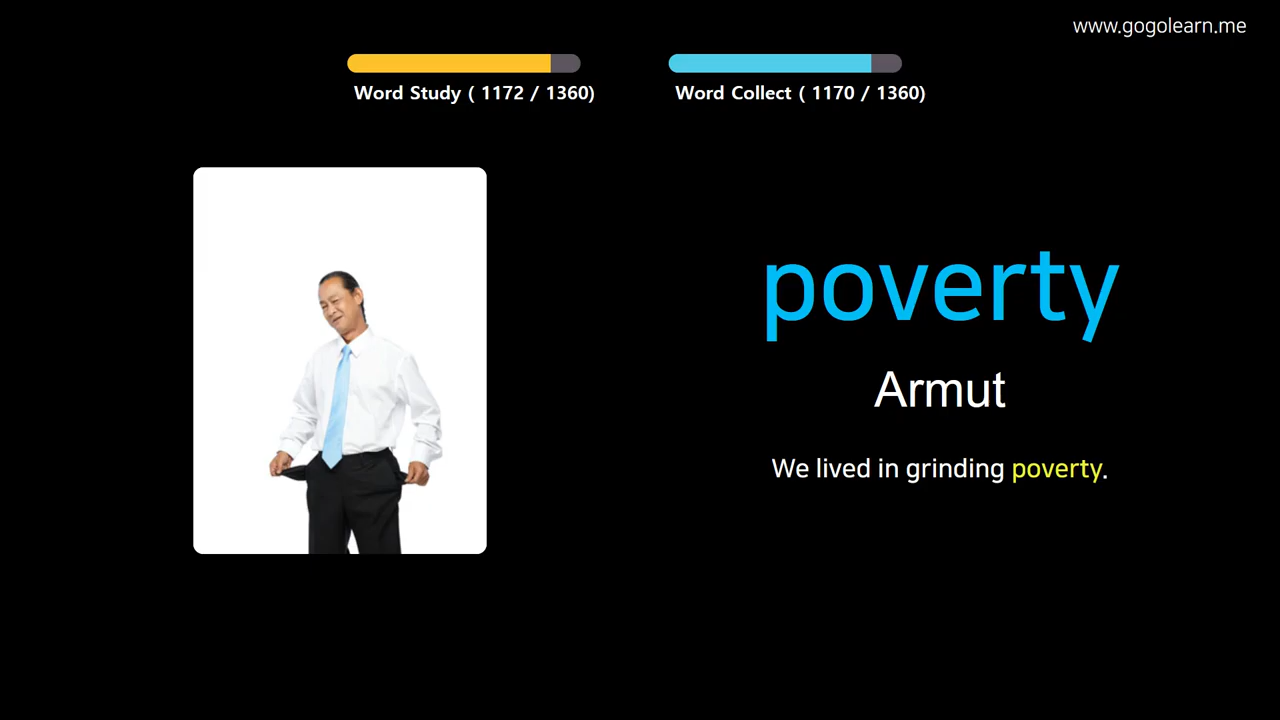 www.gogolearn.me
Word Study ( 1172 / 1360)
Word Collect ( 1170 / 1360)
poverty
Armut
We lived in grinding poverty.